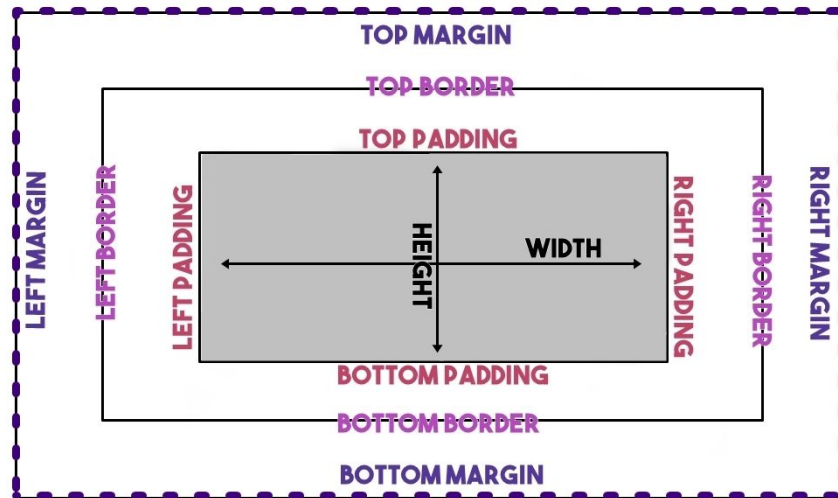 TOP MARGIN
TOP BORDER
TOP PADDING
LEFT MARGIN
LEFT BORDER
LEFT PADDING
HEIGHT
WIDTH
RIGHT PADDING
RIGHT BORDER
RIGHT MARGIN
BOTTOM PADDING
BOTTOM BORDER
BOTTOM MARGIN